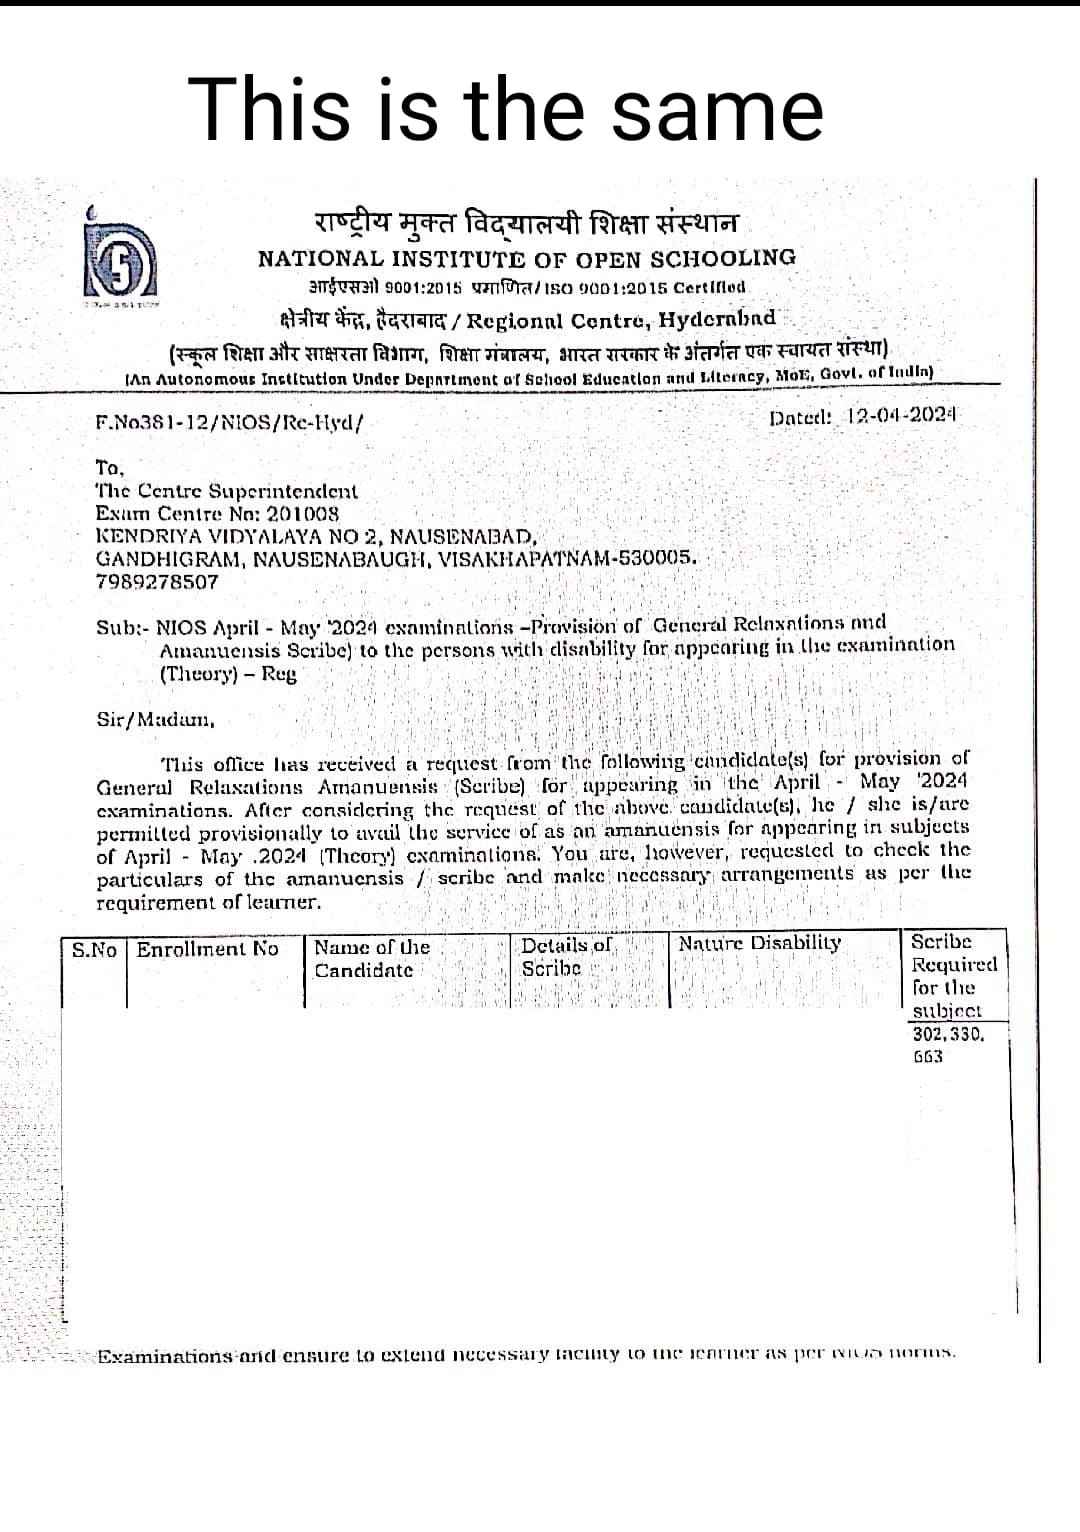 This is the same
राष्ट्रीय मुक्त विद्यालयी शिक्षा संस्थान
NATIONAL INSTITUTE OF OPEN SCHOOLING
आईएसओ 9001:2015 प्रमाणित/ISO 9001:2015 Certified
क्षेत्रीय केंद्र, हैदराबाद / Regional Centre, Hyderabad
(स्कूल शिक्षा और साक्षरता विभाग, शिक्षा मंत्रालय, भारत सरकार के अंतर्गत एक स्वायत संस्था)
(An Autonomous Institution Under Department of School Education and Literacy, MoE, Govt. of India)
F.No381-12/NIOS/Rc-Hyd/
Dated: 12-04-2024
To,
The Centre Superintendent
Exam Centre No: 201008
KENDRIYA VIDYALAYA NO 2, NAUSENABAD,
GANDHIGRAM, NAUSENABAUGH, VISAKHAPATNAM-530005.
7989278507
Sub:- NIOS April - May '2024 examinations –Provision of General Relaxations and
Amanuensis Scribe) to the persons with disability for appearing in the examination
(Theory) – Reg
Sir/Madam,
This office has received a request from the following candidate(s) for provision of
General Relaxations Amanuensis (Scribe) for appearing in the April - May '2024
examinations. After considering the request of the above candidate(s), he / she is/are
permitted provisionally to avail the service of as an amanuensis for appearing in subjects
of April - May .2024 (Theory) examinations. You are, however, requested to check the
particulars of the amanuensis / scribe and make necessary arrangements as per the
requirement of learner.
S.No Enrollment No Name of the Candidate Details of Scribe Nature Disability Scribe Required for the subject
302,330,
663
Examinations and ensure to extend necessary facility to the learner as per NIOS norms.